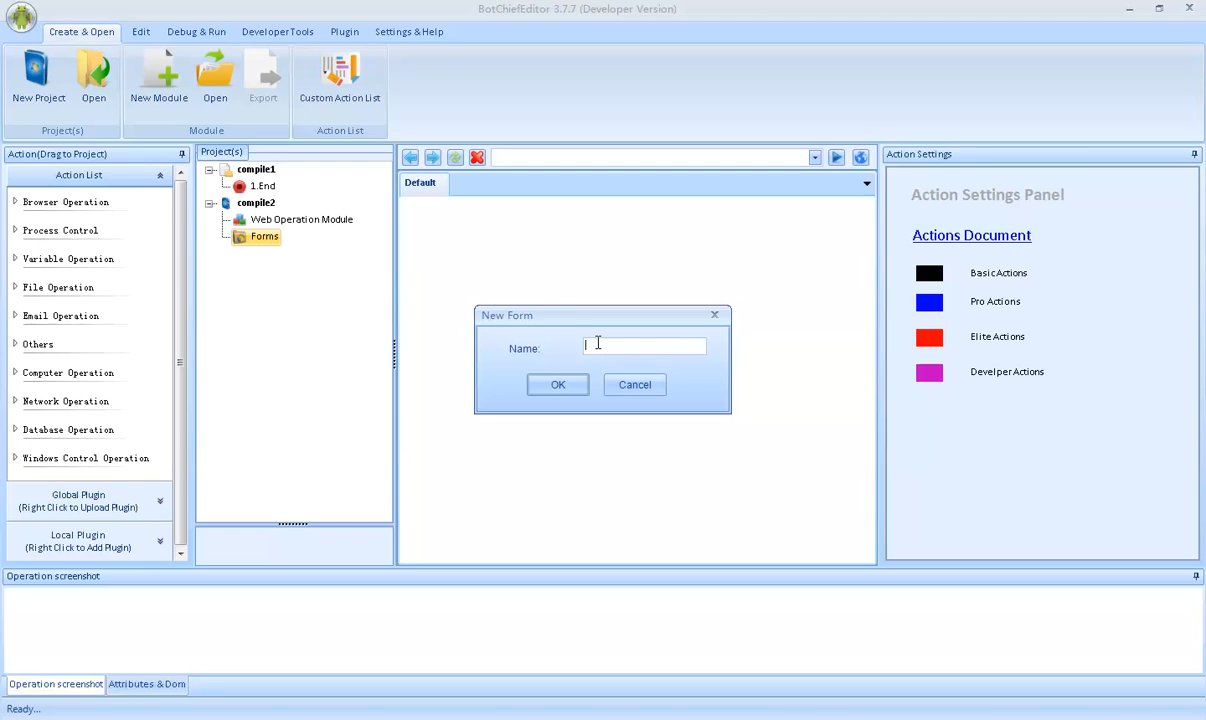 BotChiefEditor 3.7.7 (Developer Version)
Create & Open Edit Debug & Run Developer Tools Plugin Settings & Help
New Project Open New Module Open Export Custom Action List
Project(s) Module Action List
Action(Drag to Project)
Action List
Browser Operation
Process Control
Variable Operation
File Operation
Email Operation
Others
Computer Operation
Network Operation
Database Operation
Windows Control Operation
Global Plugin
(Right Click to Upload Plugin)
Local Plugin
(Right Click to Add Plugin)
Project(s)
compile1
1.End
compile2
Web Operation Module
Forms
Default
New Form
Name:
OK Cancel
Action Settings
Action Settings Panel
Actions Document
Basic Actions
Pro Actions
Elite Actions
Develper Actions
Operation screenshot
Operation screenshot Attributes & Dom
Ready...